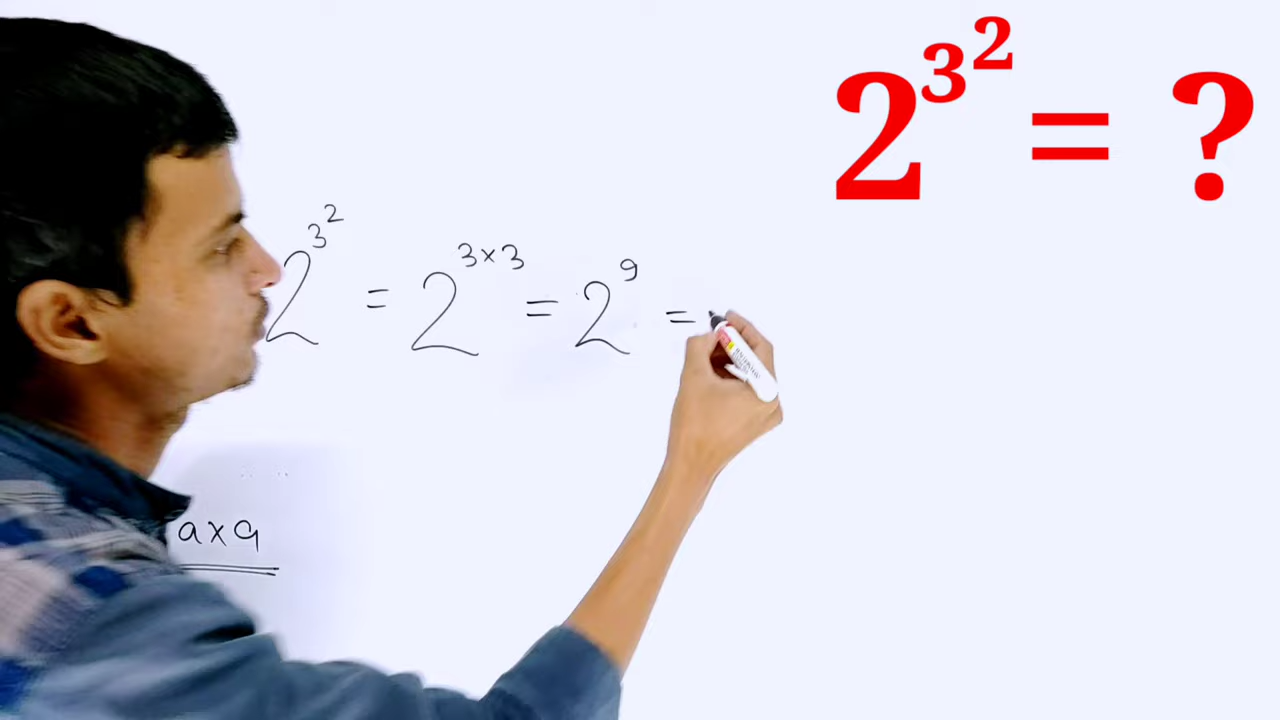 2^3^2 = ?
2^3^2 = 2^3×3 = 2^9 =
a×a